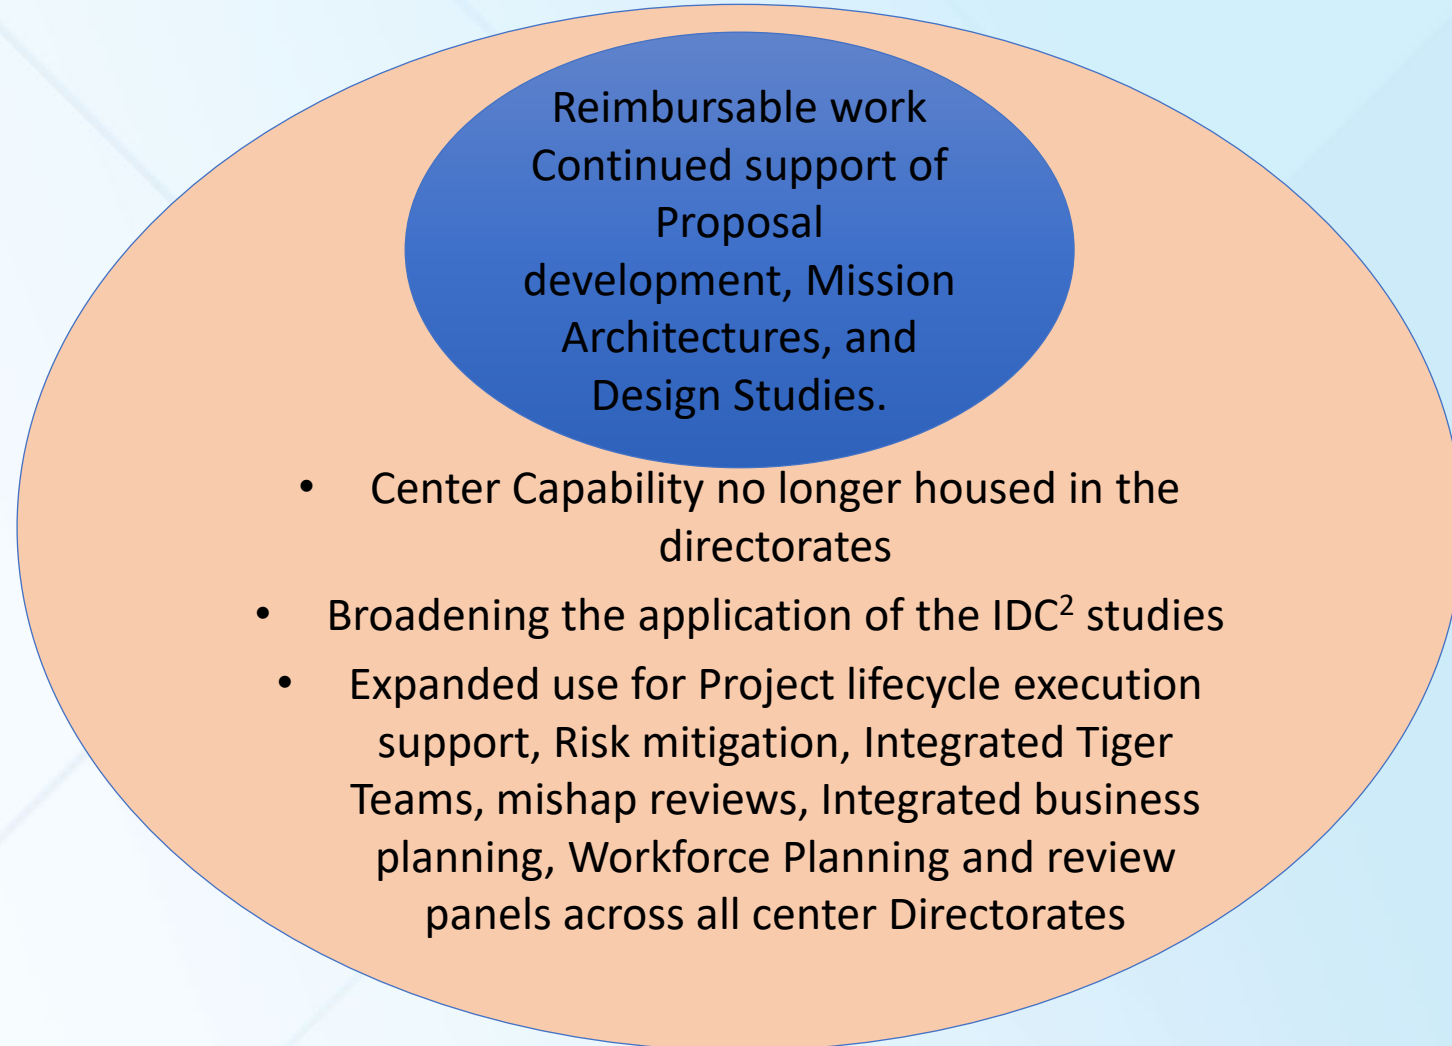 Reimbursable work
Continued support of
Proposal
development, Mission
Architectures, and
Design Studies.
• Center Capability no longer housed in the
directorates
• Broadening the application of the IDC² studies
• Expanded use for Project lifecycle execution
support, Risk mitigation, Integrated Tiger
Teams, mishap reviews, Integrated business
planning, Workforce Planning and review
panels across all center Directorates